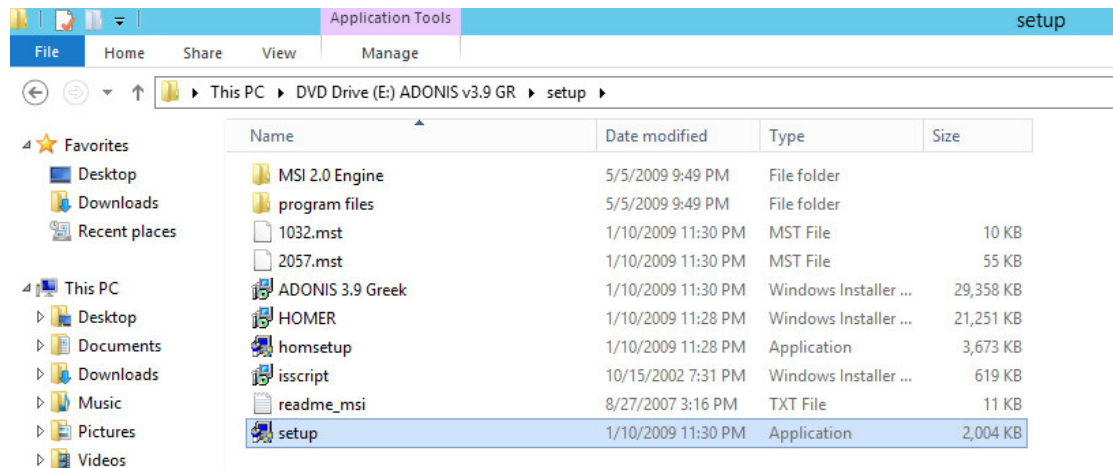 Application Tools
setup
File Home Share View Manage
This PC DVD Drive (E:) ADONIS v3.9 GR setup
Name Date modified Type Size
Favorites
Desktop
Downloads
Recent places
This PC
Desktop
Documents
Downloads
Music
Pictures
Videos
MSI 2.0 Engine 5/5/2009 9:49 PM File folder
program files 5/5/2009 9:49 PM File folder
1032.mst 1/10/2009 11:30 PM MST File 10 KB
2057.mst 1/10/2009 11:30 PM MST File 55 KB
ADONIS 3.9 Greek 1/10/2009 11:30 PM Windows Installer ... 29,358 KB
HOMER 1/10/2009 11:28 PM Windows Installer ... 21,251 KB
homsetup 1/10/2009 11:28 PM Application 3,673 KB
isscript 10/15/2002 7:31 PM Windows Installer ... 619 KB
readme_msi 8/27/2007 3:16 PM TXT File 11 KB
setup 1/10/2009 11:30 PM Application 2,004 KB